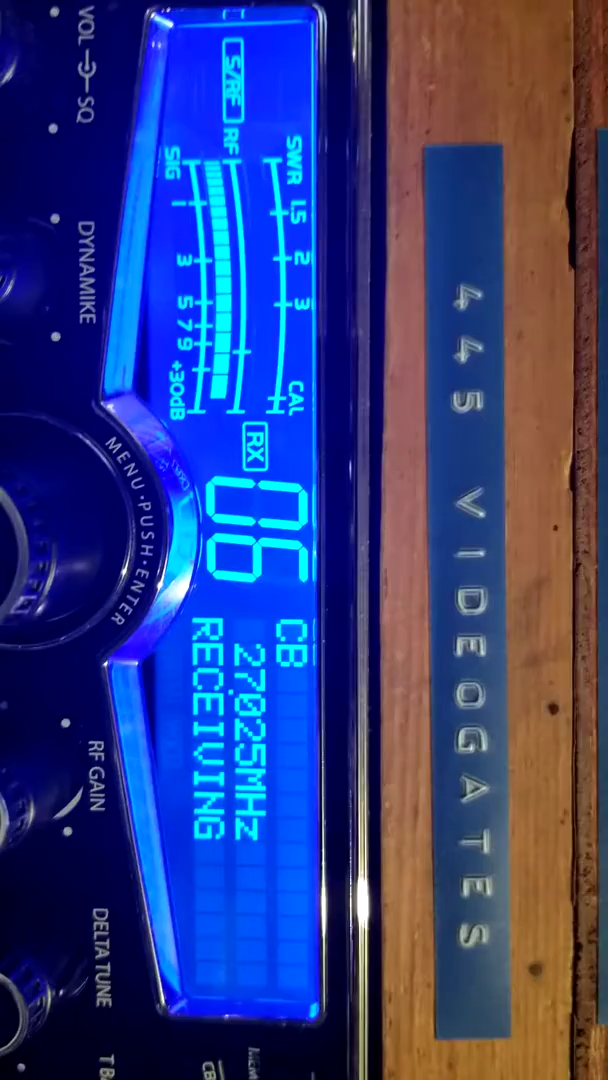 445 VIDEOGATES
S/RF
SWR 1.5 2 3 CAL
RF
SIG 1 3 5 7 9 +30dB
RX
06
CB
27.025MHz
RECEIVING
VOL SQ
DYNAMIKE
MENU·PUSH·ENTER
RF GAIN
DELTA TUNE